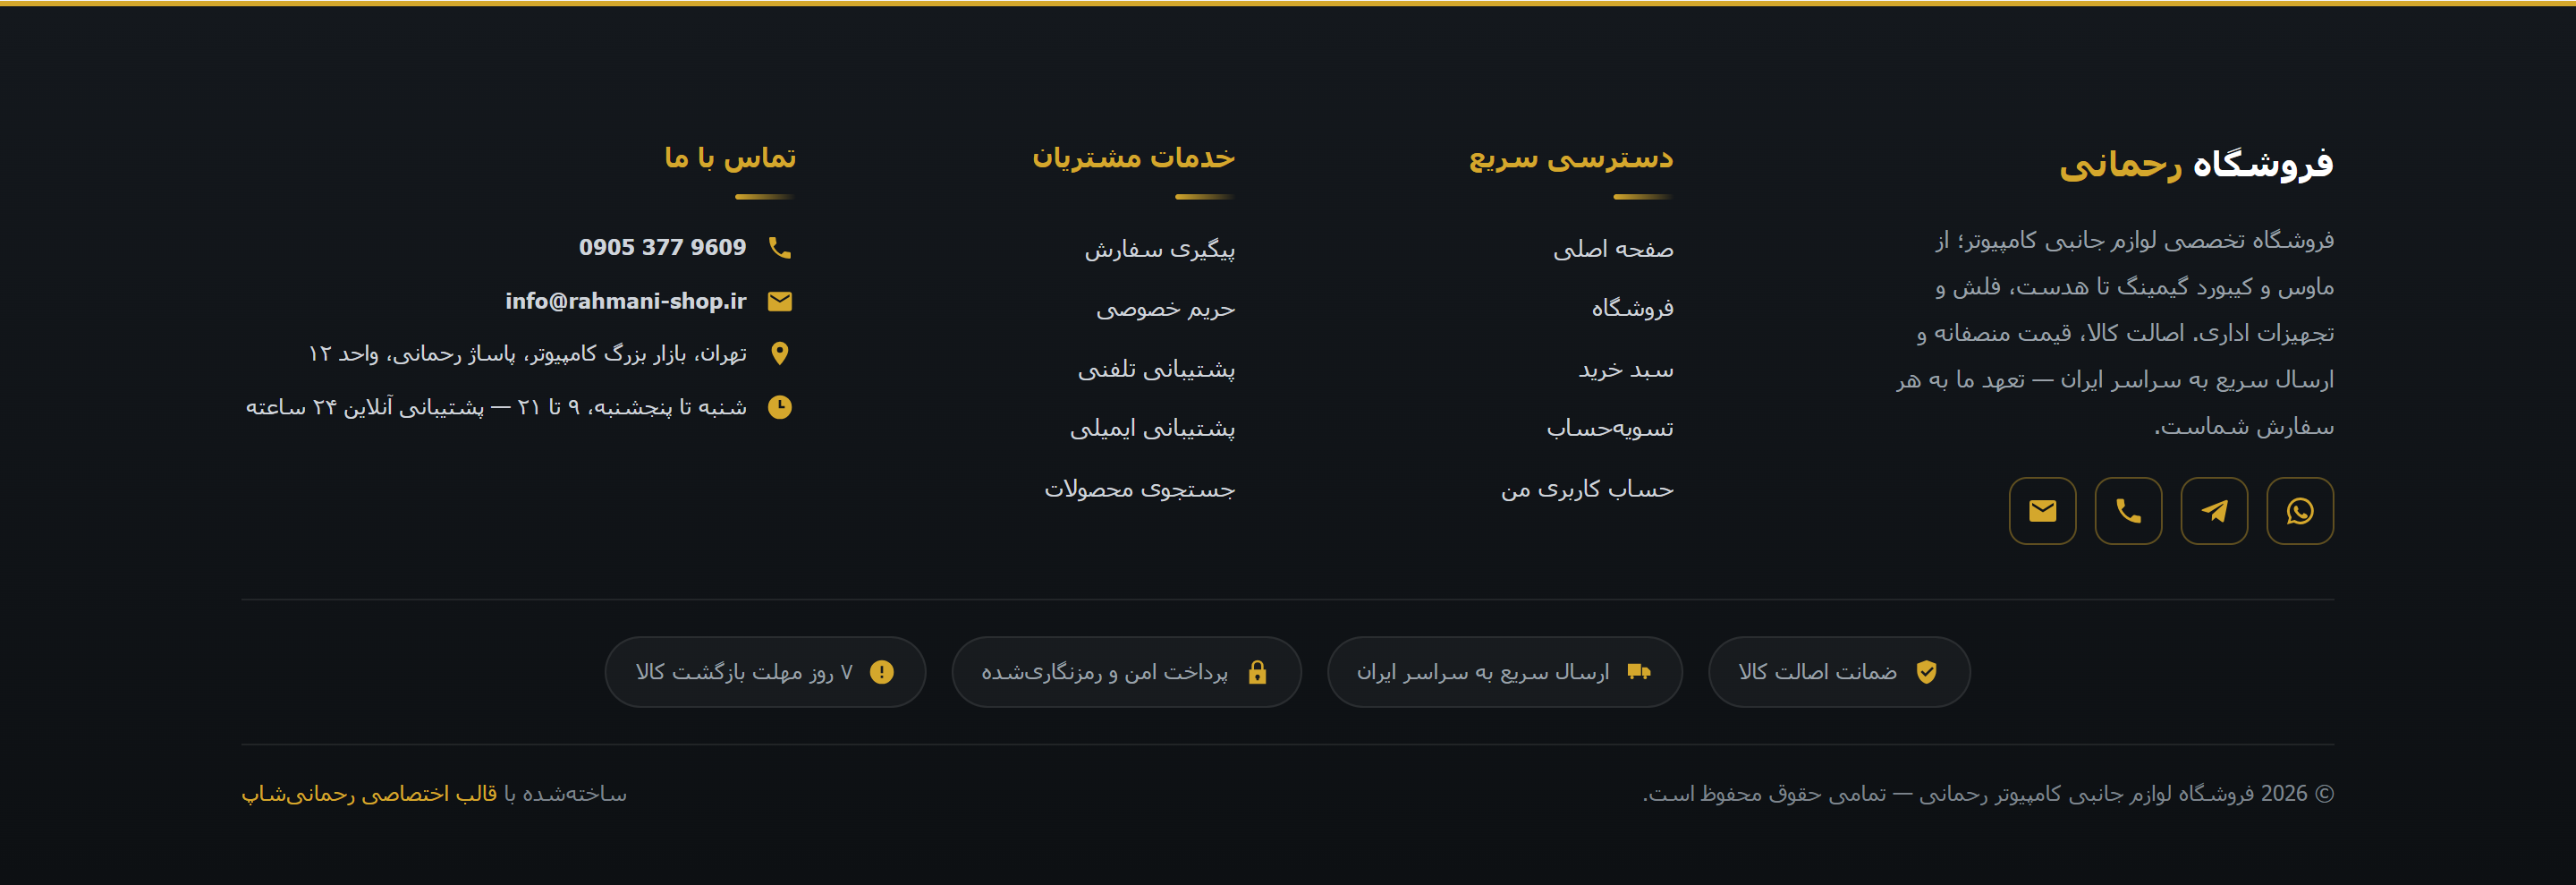 فروشگاه رحمانی
فروشگاه تخصصی لوازم جانبی کامپیوتر؛ از
ماوس و کیبورد گیمینگ تا هدست، فلش و
تجهیزات اداری. اصالت کالا، قیمت منصفانه و
ارسال سریع به سراسر ایران — تعهد ما به هر
سفارش شماست.
دسترسی سریع
صفحه اصلی
فروشگاه
سبد خرید
تسویه‌حساب
حساب کاربری من
خدمات مشتریان
پیگیری سفارش
حریم خصوصی
پشتیبانی تلفنی
پشتیبانی ایمیلی
جستجوی محصولات
تماس با ما
0905 377 9609
info@rahmani-shop.ir
تهران، بازار بزرگ کامپیوتر، پاساژ رحمانی، واحد ۱۲
شنبه تا پنجشنبه، ۹ تا ۲۱ — پشتیبانی آنلاین ۲۴ ساعته
ضمانت اصالت کالا
ارسال سریع به سراسر ایران
پرداخت امن و رمزنگاری‌شده
۷ روز مهلت بازگشت کالا
© 2026 فروشگاه لوازم جانبی کامپیوتر رحمانی — تمامی حقوق محفوظ است.
ساخته‌شده با قالب اختصاصی رحمانی‌شاپ